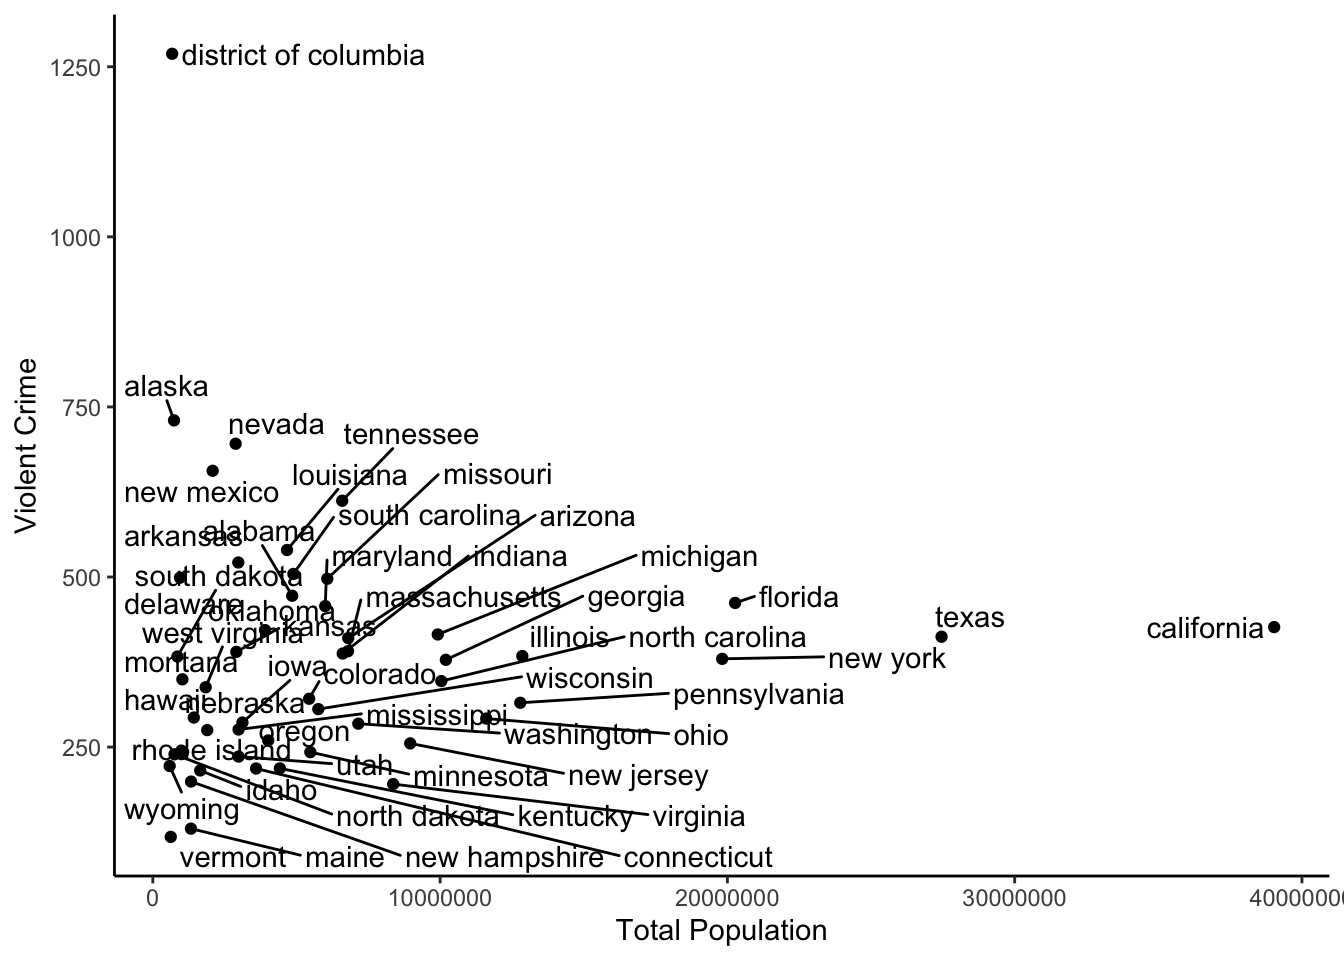 district of columbia
1250
1000
Violent Crime
alaska
750
nevada
tennessee
louisiana
missouri
new mexico
south carolina
arizona
alabama
arkansas
maryland
indiana
michigan
500
south dakota
massachusetts
georgia
florida
delaware
oklahoma
texas
kansas
california
west virginia
illinois
north carolina
new york
montana
iowa
colorado
wisconsin
pennsylvania
hawaii
nebraska
mississippi
oregon
washington
ohio
250
rhode island
utah
minnesota
new jersey
idaho
wyoming
north dakota
kentucky
virginia
vermont
maine
new hampshire
connecticut
0
10000000
20000000
30000000
4000000
Total Population